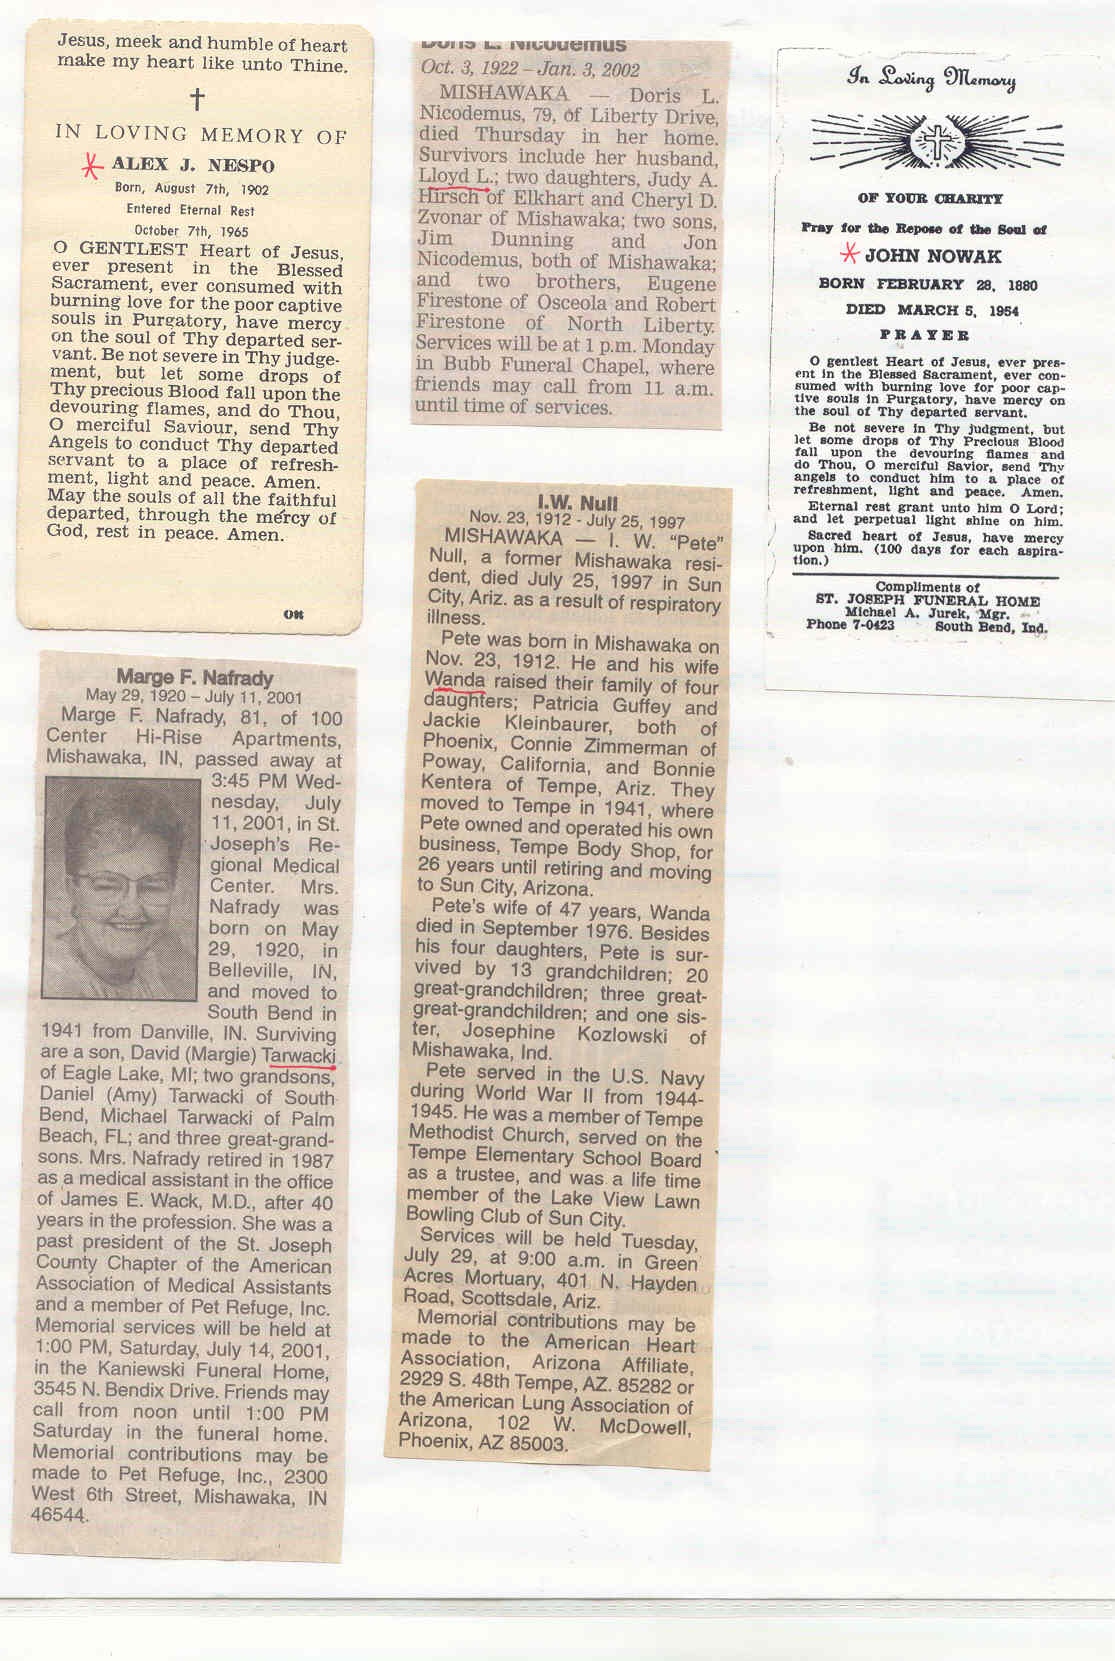 Jesus, meek and humble of heart
make my heart like unto Thine.
IN LOVING MEMORY OF
ALEX J. NESPO
Born, August 7th, 1902
Entered Eternal Rest
October 7th, 1965
O GENTLEST Heart of Jesus,
ever present in the Blessed
Sacrament, ever consumed with
burning love for the poor captive
souls in Purgatory, have mercy
on the soul of Thy departed ser-
vant. Be not severe in Thy judge-
ment, but let some drops of
Thy precious Blood fall upon the
devouring flames, and do Thou,
O merciful Saviour, send Thy
Angels to conduct Thy departed
servant to a place of refresh-
ment, light and peace. Amen.
May the souls of all the faithful
departed, through the mercy of
God, rest in peace. Amen.
Marge F. Nafrady
May 29, 1920 – July 11, 2001
Marge F. Nafrady, 81, of 100
Center Hi-Rise Apartments,
Mishawaka, IN, passed away at
3:45 PM Wed-
nesday, July
11, 2001, in St.
Joseph's Re-
gional Medical
Center. Mrs.
Nafrady was
born on May
29, 1920, in
Belleville, IN,
and moved to
South Bend in
1941 from Danville, IN. Surviving
are a son, David (Margie) Tarwacki
of Eagle Lake, MI; two grandsons,
Daniel (Amy) Tarwacki of South
Bend, Michael Tarwacki of Palm
Beach, FL; and three great-grand-
sons. Mrs. Nafrady retired in 1987
as a medical assistant in the office
of James E. Wack, M.D., after 40
years in the profession. She was a
past president of the St. Joseph
County Chapter of the American
Association of Medical Assistants
and a member of Pet Refuge, Inc.
Memorial services will be held at
1:00 PM, Saturday, July 14, 2001,
in the Kaniewski Funeral Home,
3545 N. Bendix Drive. Friends may
call from noon until 1:00 PM
Saturday in the funeral home.
Memorial contributions may be
made to Pet Refuge, Inc., 2300
West 6th Street, Mishawaka, IN
46544.
Doris L. Nicodemus
Oct. 3, 1922 – Jan. 3, 2002
MISHAWAKA — Doris L.
Nicodemus, 79, of Liberty Drive,
died Thursday in her home.
Survivors include her husband,
Lloyd L.; two daughters, Judy A.
Hirsch of Elkhart and Cheryl D.
Zvonar of Mishawaka; two sons,
Jim Dunning and Jon
Nicodemus, both of Mishawaka;
and two brothers, Eugene
Firestone of Osceola and Robert
Firestone of North Liberty.
Services will be at 1 p.m. Monday
in Bubb Funeral Chapel, where
friends may call from 11 a.m.
until time of services.
I.W. Null
Nov. 23, 1912 - July 25, 1997
MISHAWAKA — I. W. "Pete"
Null, a former Mishawaka resi-
dent, died July 25, 1997 in Sun
City, Ariz. as a result of respiratory
illness.
Pete was born in Mishawaka on
Nov. 23, 1912. He and his wife
Wanda raised their family of four
daughters; Patricia Guffey and
Jackie Kleinbaurer, both of
Phoenix, Connie Zimmerman of
Poway, California, and Bonnie
Kentera of Tempe, Ariz. They
moved to Tempe in 1941, where
Pete owned and operated his own
business, Tempe Body Shop, for
26 years until retiring and moving
to Sun City, Arizona.
Pete's wife of 47 years, Wanda
died in September 1976. Besides
his four daughters, Pete is sur-
vived by 13 grandchildren; 20
great-grandchildren; three great-
great-grandchildren; and one sis-
ter, Josephine Kozlowski of
Mishawaka, Ind.
Pete served in the U.S. Navy
during World War II from 1944-
1945. He was a member of Tempe
Methodist Church, served on the
Tempe Elementary School Board
as a trustee, and was a life time
member of the Lake View Lawn
Bowling Club of Sun City.
Services will be held Tuesday,
July 29, at 9:00 a.m. in Green
Acres Mortuary, 401 N. Hayden
Road, Scottsdale, Ariz.
Memorial contributions may be
made to the American Heart
Association, Arizona Affiliate,
2929 S. 48th Tempe, AZ. 85282 or
the American Lung Association of
Arizona, 102 W. McDowell,
Phoenix, AZ 85003.
In Loving Memory
OF YOUR CHARITY
Pray for the Repose of the Soul of
JOHN NOWAK
BORN FEBRUARY 28, 1880
DIED MARCH 5, 1954
PRAYER
O gentlest Heart of Jesus, ever pres-
ent in the Blessed Sacrament, ever con-
sumed with burning love for poor cap-
tive souls in Purgatory, have mercy on
the soul of Thy departed servant.
Be not severe in Thy judgment, but
let some drops of Thy Precious Blood
fall upon the devouring flames and
do Thou, O merciful Savior, send Thy
angels to conduct him to a place of
refreshment, light and peace. Amen.
Eternal rest grant unto him O Lord;
and let perpetual light shine on him.
Sacred heart of Jesus, have mercy
upon him. (100 days for each aspira-
tion.)
Compliments of
ST. JOSEPH FUNERAL HOME
Michael A. Jurek, Mgr.
Phone 7-0423 South Bend, Ind.